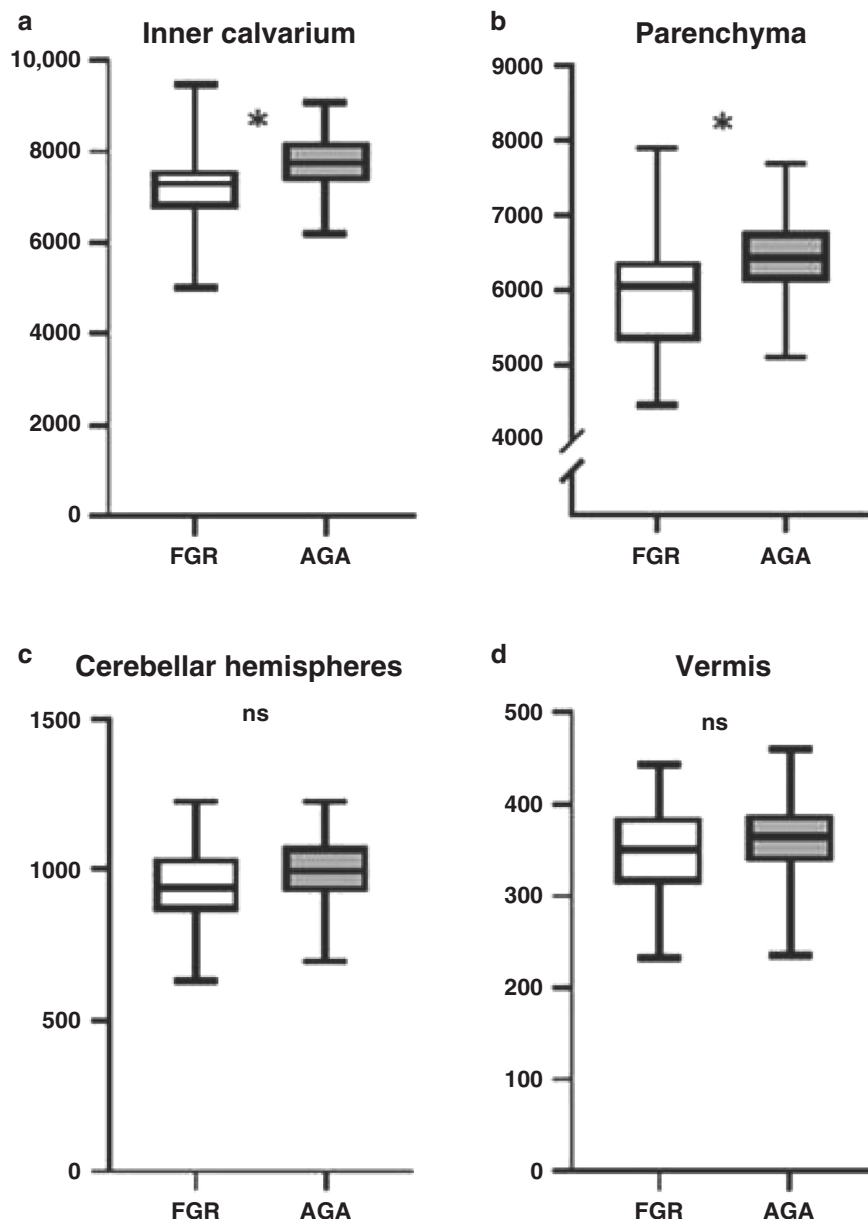 a
Inner calvarium
10,000
8000
6000
4000
2000
0
*
FGR
AGA
b
Parenchyma
9000
8000
7000
6000
5000
4000
*
FGR
AGA
c
Cerebellar hemispheres
ns
1500
1000
500
0
FGR
AGA
d
Vermis
ns
500
400
300
200
100
0
FGR
AGA